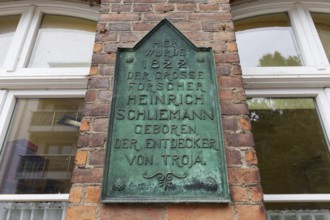 HIER
WURDE
1822
DER GROSSE
FORSCHER
HEINRICH
SCHLIEMANN
GEBOREN,
DER ENTDECKER
VON TROJA.